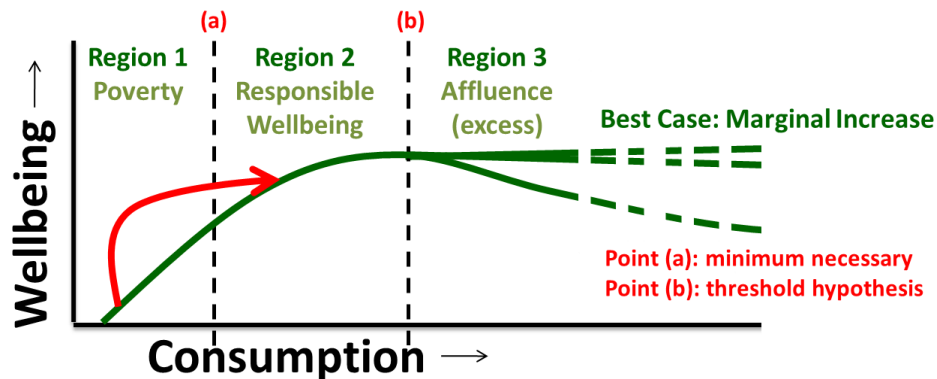 (a)
(b)
Region 1
Poverty
Region 2
Responsible
Wellbeing
Region 3
Affluence
(excess)
Best Case: Marginal Increase
Wellbeing
Point (a): minimum necessary
Point (b): threshold hypothesis
Consumption